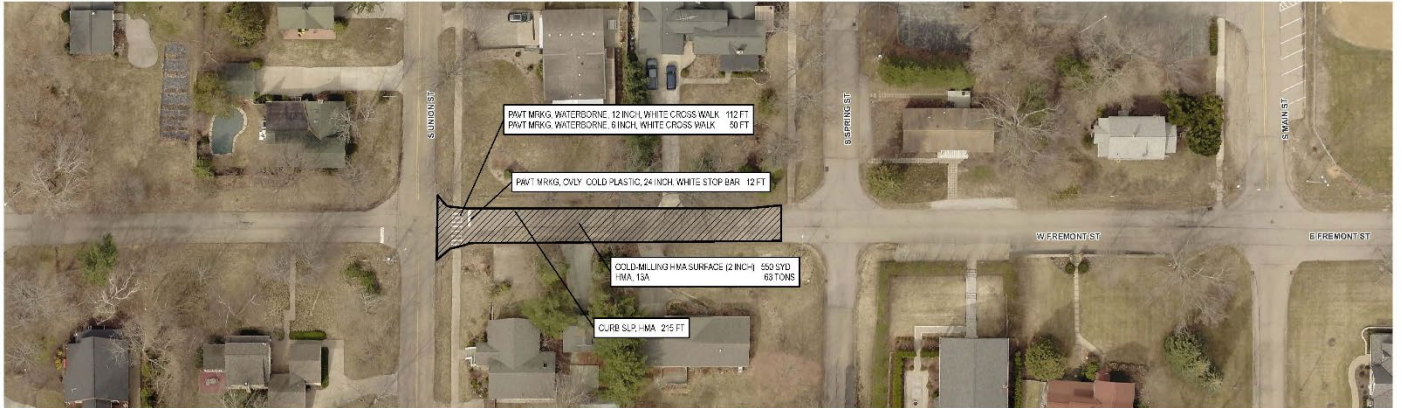 S UNION ST
S SPRING ST
S MAIN ST
PAVT MRKG, WATERBORNE, 12 INCH, WHITE CROSS WALK 112 FT
PAVT MRKG, WATERBORNE, 6 INCH, WHITE CROSS WALK 50 FT
PAVT MRKG, OVLY COLD PLASTIC, 24 INCH, WHITE STOP BAR 12 FT
W FREMONT ST
E FREMONT ST
COLD-MILLING HMA SURFACE (2 INCH) 550 SYD
HMA, 13A 63 TONS
CURB SLP, HMA 215 FT